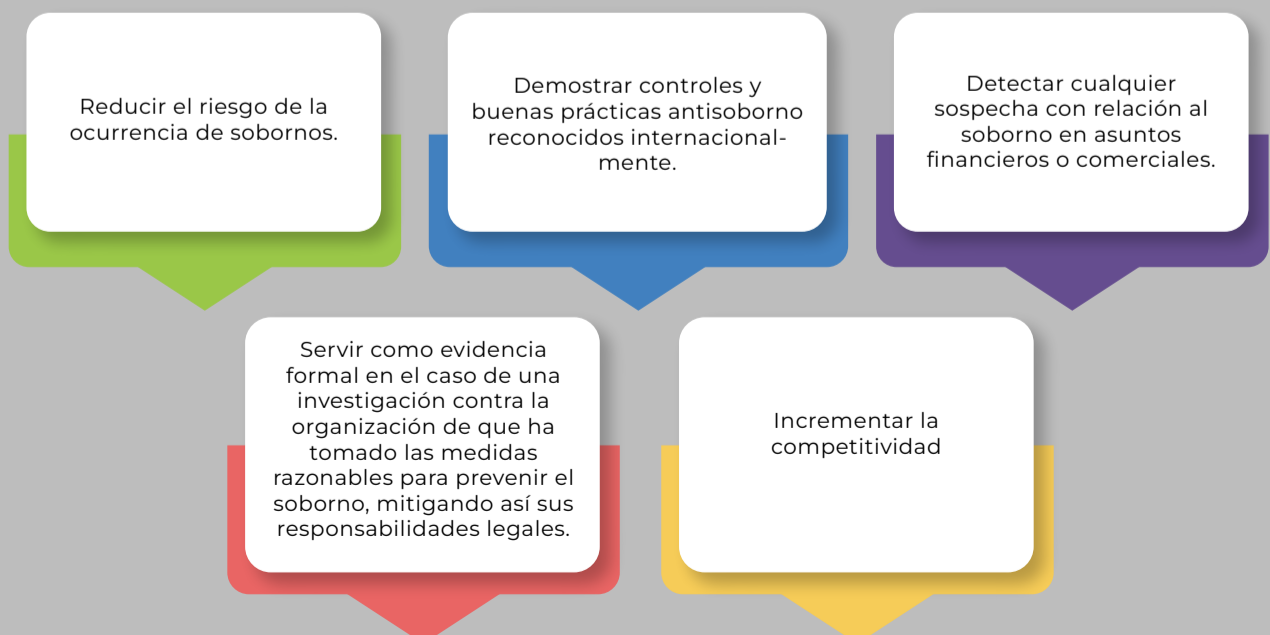 Reducir el riesgo de la
ocurrencia de sobornos.
Demostrar controles y
buenas prácticas antisoborno
reconocidos internacional-
mente.
Detectar cualquier
sospecha con relación al
soborno en asuntos
financieros o comerciales.
Servir como evidencia
formal en el caso de una
investigación contra la
organización de que ha
tomado las medidas
razonables para prevenir el
soborno, mitigando así sus
responsabilidades legales.
Incrementar la
competitividad